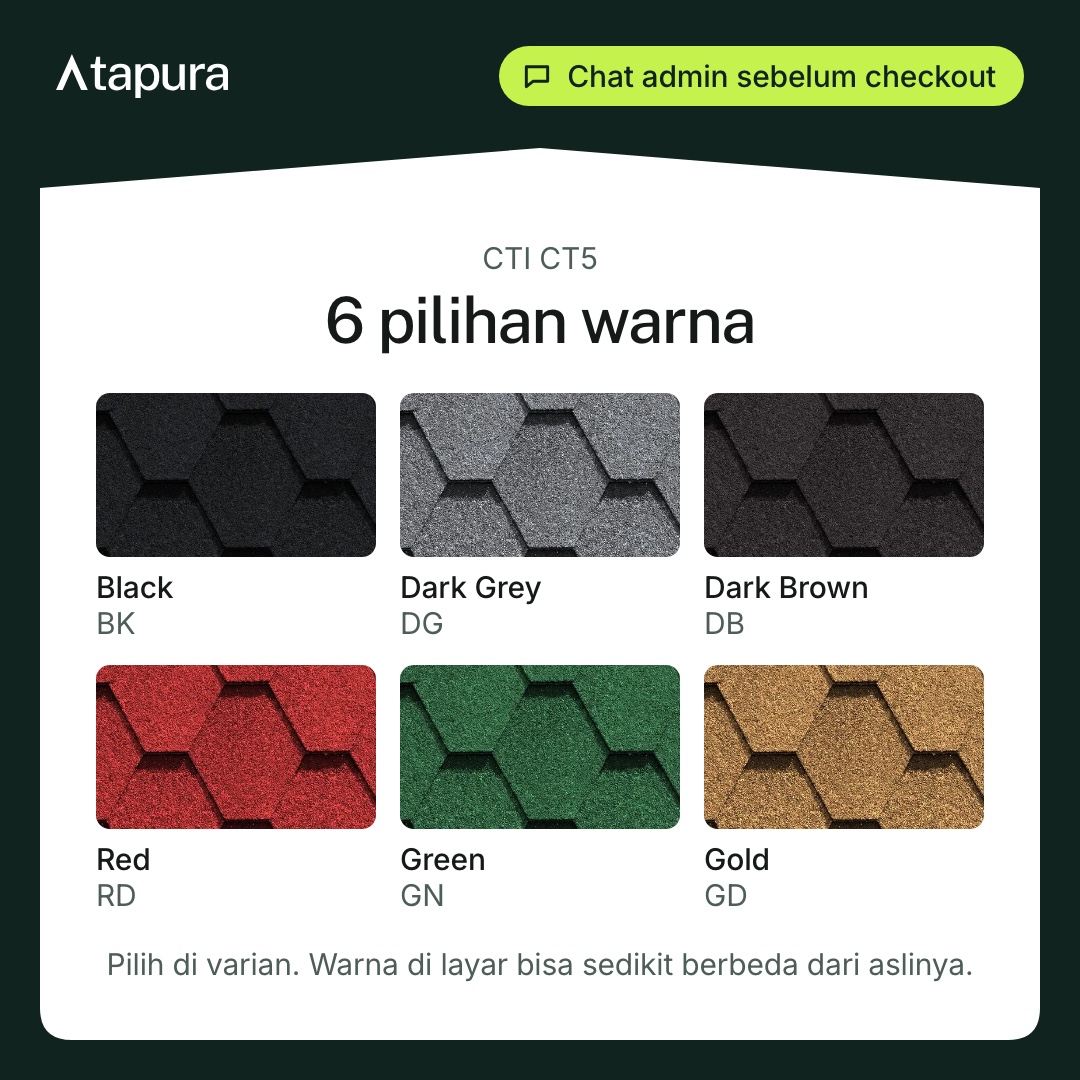 Atapura
Chat admin sebelum checkout
CTI CT5
6 pilihan warna
Black
BK
Dark Grey
DG
Dark Brown
DB
Red
RD
Green
GN
Gold
GD
Pilih di varian. Warna di layar bisa sedikit berbeda dari aslinya.